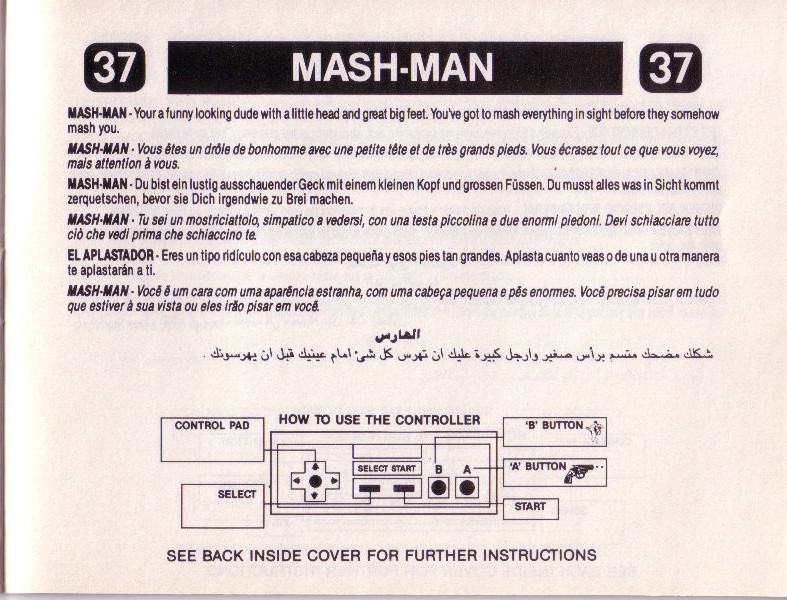 37 MASH-MAN 37
MASH-MAN - Your a funny looking dude with a little head and great big feet. You've got to mash everything in sight before they somehow
mash you.
MASH-MAN - Vous êtes un drôle de bonhomme avec une petite tête et de très grands pieds. Vous écrasez tout ce que vous voyez,
mais attention à vous.
MASH-MAN - Du bist ein lustig ausschauender Geck mit einem kleinen Kopf und grossen Füssen. Du musst alles was in Sicht kommt
zerquetschen, bevor sie Dich irgendwie zu Brei machen.
MASH-MAN - Tu sei un mostriciattolo, simpatico a vedersi, con una testa piccolina e due enormi piedoni. Devi schiacciare tutto
ciò che vedi prima che schiaccino te.
EL APLASTADOR - Eres un tipo ridículo con esa cabeza pequeña y esos pies tan grandes. Aplasta cuanto veas o de una u otra manera
te aplastarán a ti.
MASH-MAN - Você é um cara com uma aparência estranha, com uma cabeça pequena e pés enormes. Você precisa pisar em tudo
que estiver à sua vista ou eles irão pisar em você.
الهارس
شكلك مضحك متسم برأس صغير وارجل كبيرة عليك ان تهرس كل شئ امام عينيك قبل ان يهرسونك .
HOW TO USE THE CONTROLLER
CONTROL PAD
'B' BUTTON
SELECT START B A
'A' BUTTON
SELECT
START
SEE BACK INSIDE COVER FOR FURTHER INSTRUCTIONS